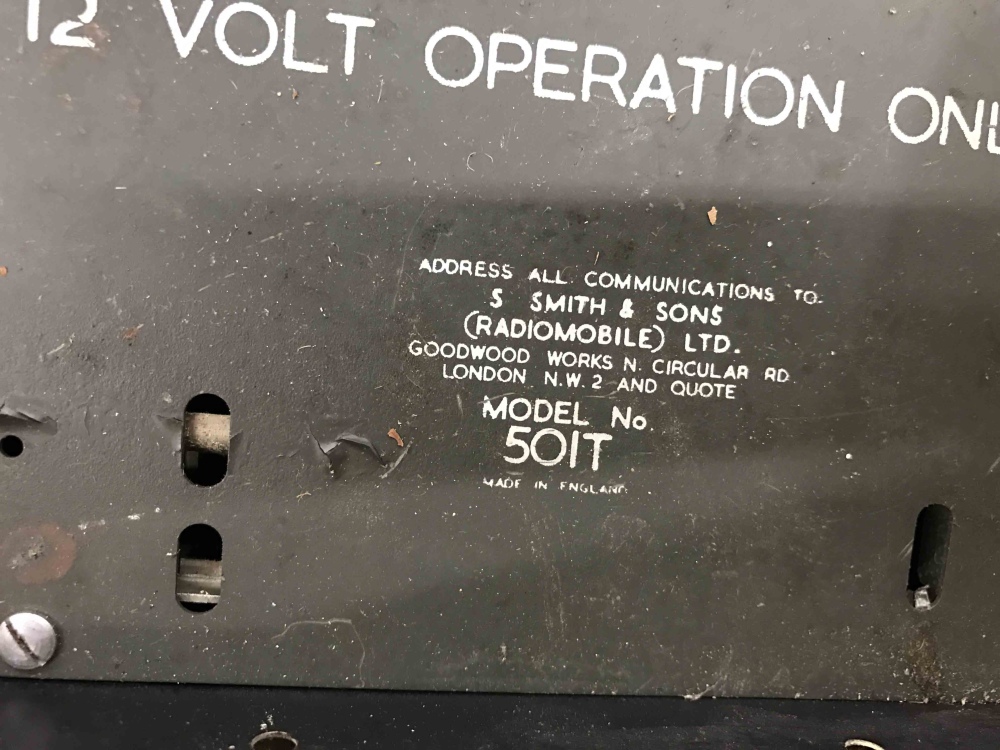 12 VOLT OPERATION ONL
ADDRESS ALL COMMUNICATIONS TO.
S SMITH & SONS
(RADIOMOBILE) LTD.
GOODWOOD WORKS N. CIRCULAR RD
LONDON N.W.2 AND QUOTE
MODEL No
501T
MADE IN ENGLAND